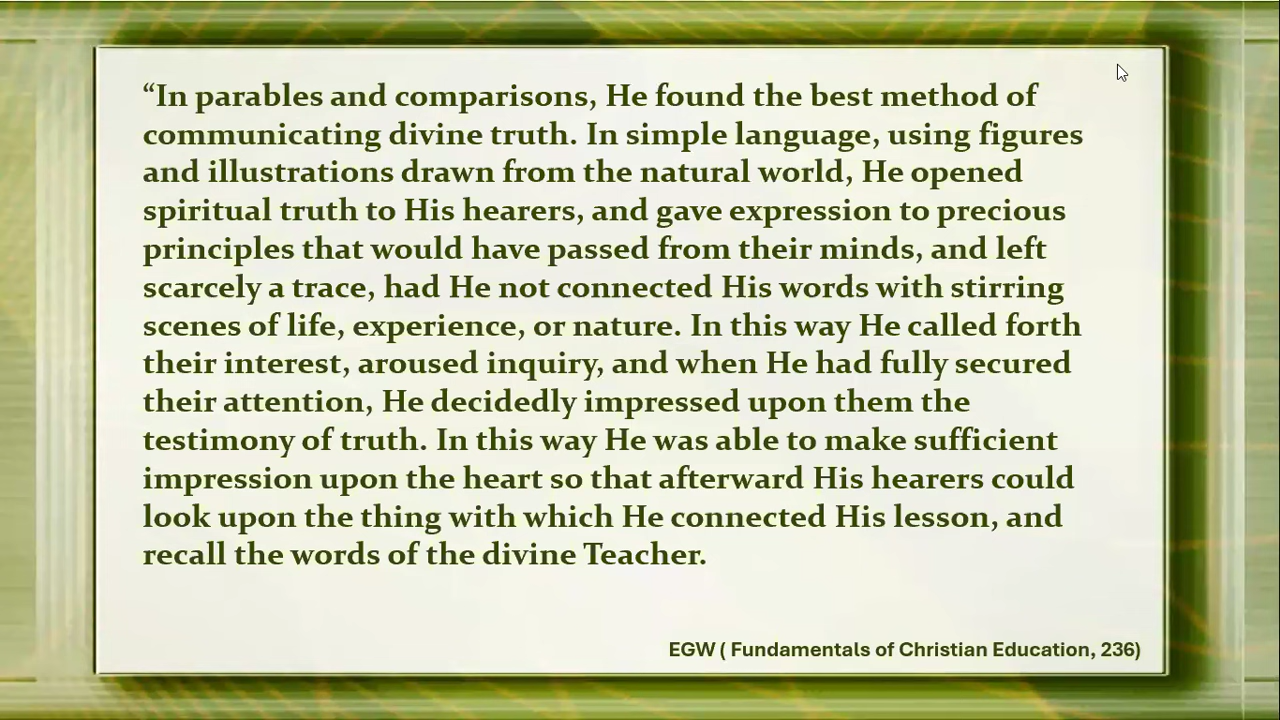 “In parables and comparisons, He found the best method of
communicating divine truth. In simple language, using figures
and illustrations drawn from the natural world, He opened
spiritual truth to His hearers, and gave expression to precious
principles that would have passed from their minds, and left
scarcely a trace, had He not connected His words with stirring
scenes of life, experience, or nature. In this way He called forth
their interest, aroused inquiry, and when He had fully secured
their attention, He decidedly impressed upon them the
testimony of truth. In this way He was able to make sufficient
impression upon the heart so that afterward His hearers could
look upon the thing with which He connected His lesson, and
recall the words of the divine Teacher.
EGW ( Fundamentals of Christian Education, 236)